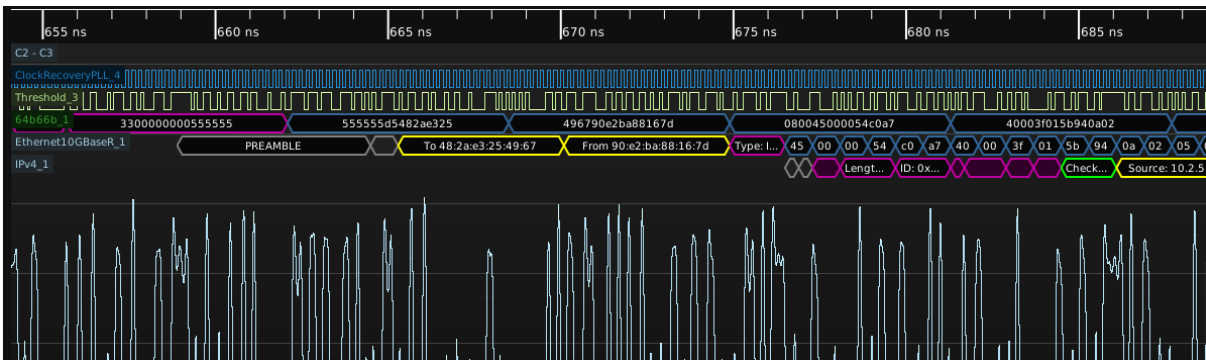 655 ns 660 ns 665 ns 670 ns 675 ns 680 ns 685 ns
C2 - C3
ClockRecoveryPLL_4
Threshold_3
64b66b_1 3300000000555555 555555d5482ae325 496790e2ba88167d 080045000054c0a7 40003f015b940a02
Ethernet10GBaseR_1 PREAMBLE To 48:2a:e3:25:49:67 From 90:e2:ba:88:16:7d Type: I... 45 00 00 54 c0 a7 40 00 3f 01 5b 94 0a 02 05
IPv4_1 Lengt... ID: 0x... Check... Source: 10.2.5